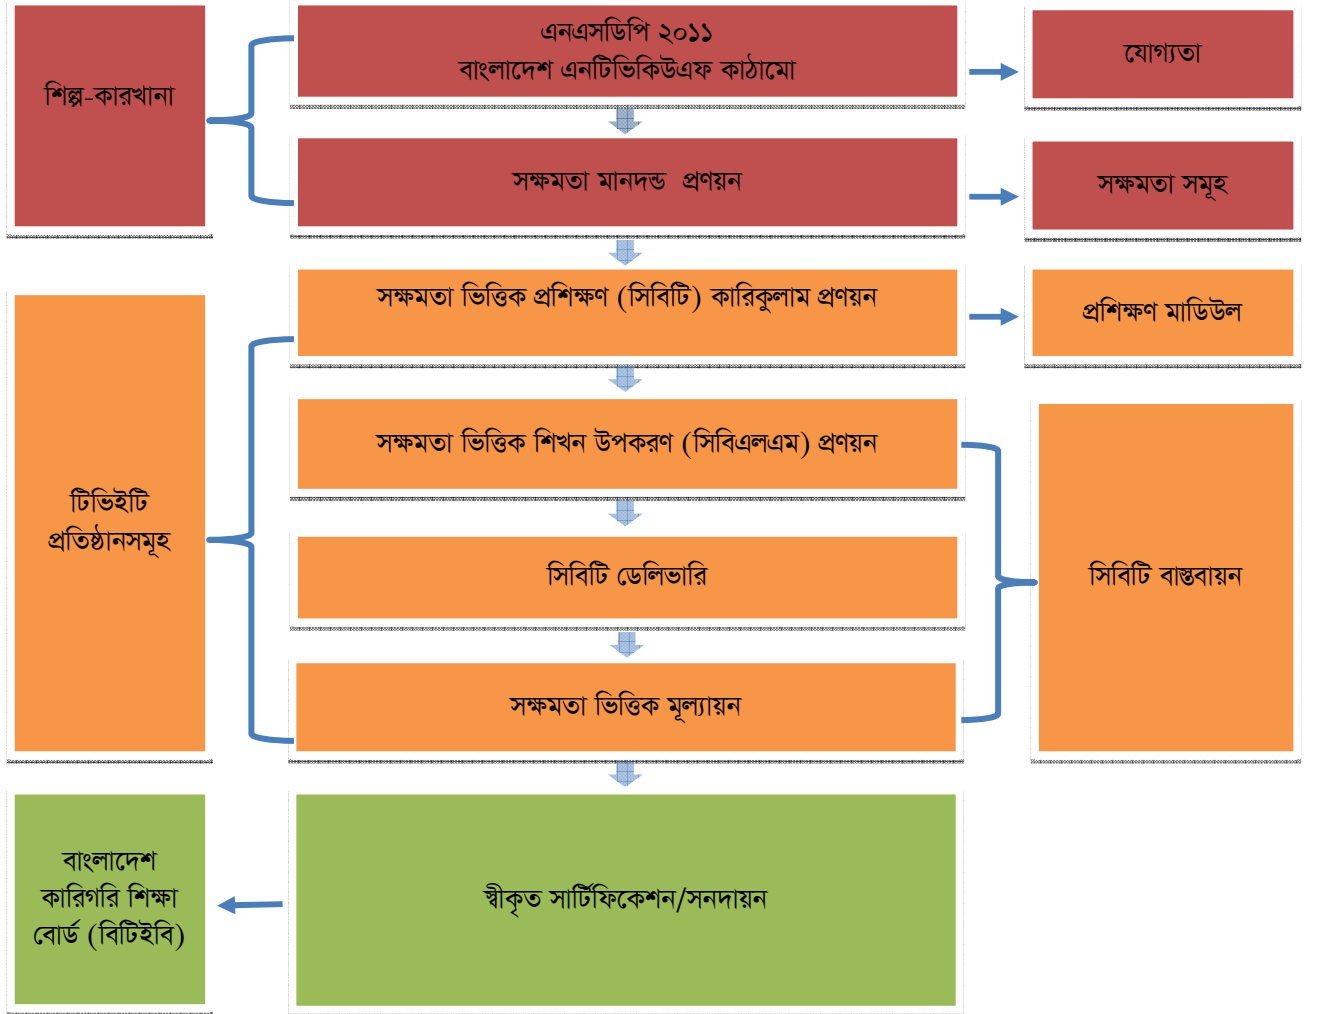 শিল্প-কারখানা
এনএসডিপি ২০১১
বাংলাদেশ এনটিভিকিউএফ কাঠামো
যোগ্যতা
সক্ষমতা মানদন্ড প্রণয়ন
সক্ষমতা সমূহ
সক্ষমতা ভিত্তিক প্রশিক্ষণ (সিবিটি) কারিকুলাম প্রণয়ন
প্রশিক্ষণ মাডিউল
টিভিইটি
প্রতিষ্ঠানসমূহ
সক্ষমতা ভিত্তিক শিখন উপকরণ (সিবিএলএম) প্রণয়ন
সিবিটি ডেলিভারি
সক্ষমতা ভিত্তিক মূল্যায়ন
সিবিটি বাস্তবায়ন
বাংলাদেশ
কারিগরি শিক্ষা
বোর্ড (বিটিইবি)
স্বীকৃত সার্টিফিকেশন/সনদায়ন